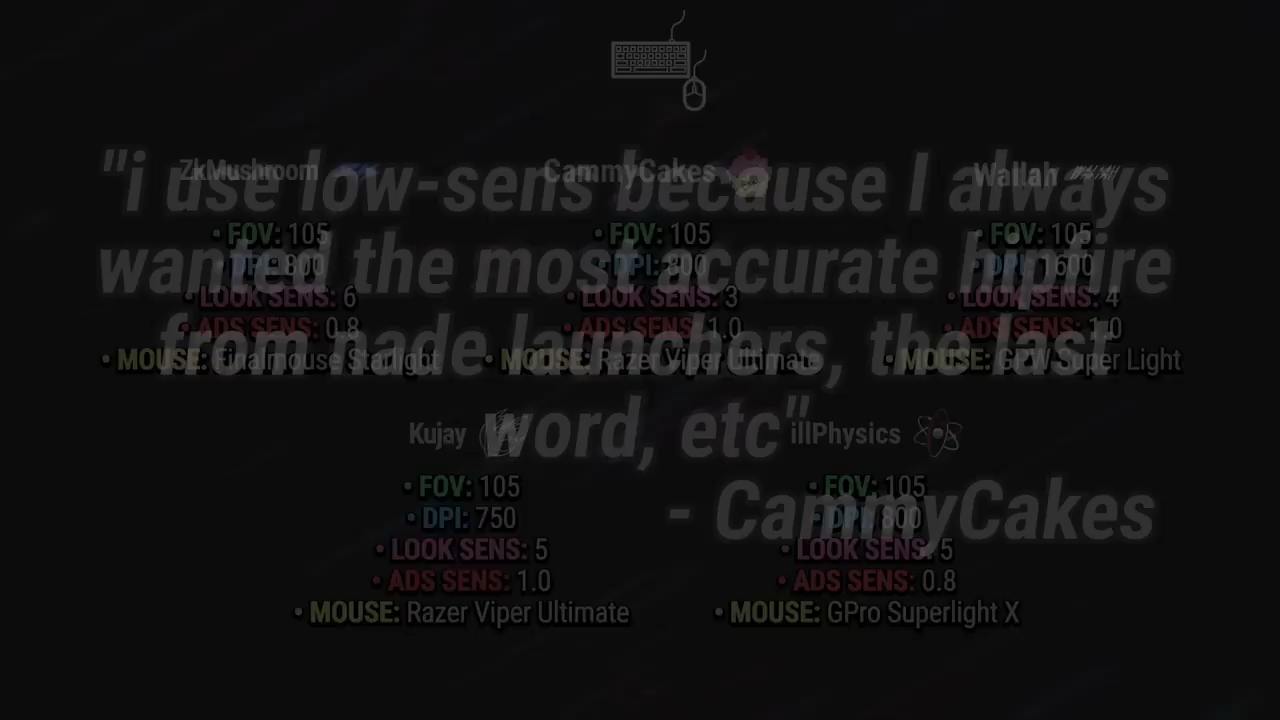 "i use low-sens because I always
wanted the most accurate hipfire
from nade launchers, the last
word, etc"
- CammyCakes
ZkMushroom
• FOV: 105
• DPI: 800
• LOOK SENS: 6
• ADS SENS: 0.8
• MOUSE: Finalmouse Starlight
CammyCakes
• FOV: 105
• DPI: 800
• LOOK SENS: 3
• ADS SENS: 1.0
• MOUSE: Razer Viper Ultimate
Wallah
• FOV: 105
• DPI: 1600
• LOOK SENS: 4
• ADS SENS: 1.0
• MOUSE: GPW Super Light
Kujay
• FOV: 105
• DPI: 750
• LOOK SENS: 5
• ADS SENS: 1.0
• MOUSE: Razer Viper Ultimate
illPhysics
• FOV: 105
• DPI: 800
• LOOK SENS: 5
• ADS SENS: 0.8
• MOUSE: GPro Superlight X